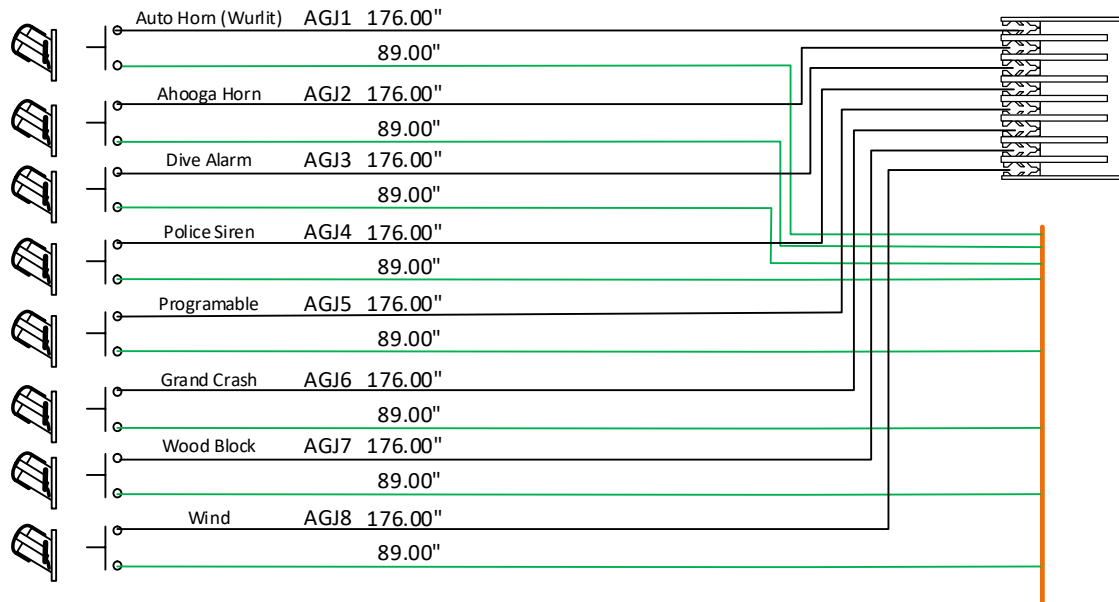 Auto Horn (Wurlit) AGJ1 176.00"
89.00"
Ahooga Horn AGJ2 176.00"
89.00"
Dive Alarm AGJ3 176.00"
89.00
Police Siren AGJ4 176.00"
89.00"
Programable AGJ5 176.00"
89.00"
Grand Crash AGJ6 176.00"
89.00"
Wood Block AGJ7 176.00"
89.00"
Wind AGJ8 176.00"
89.00"